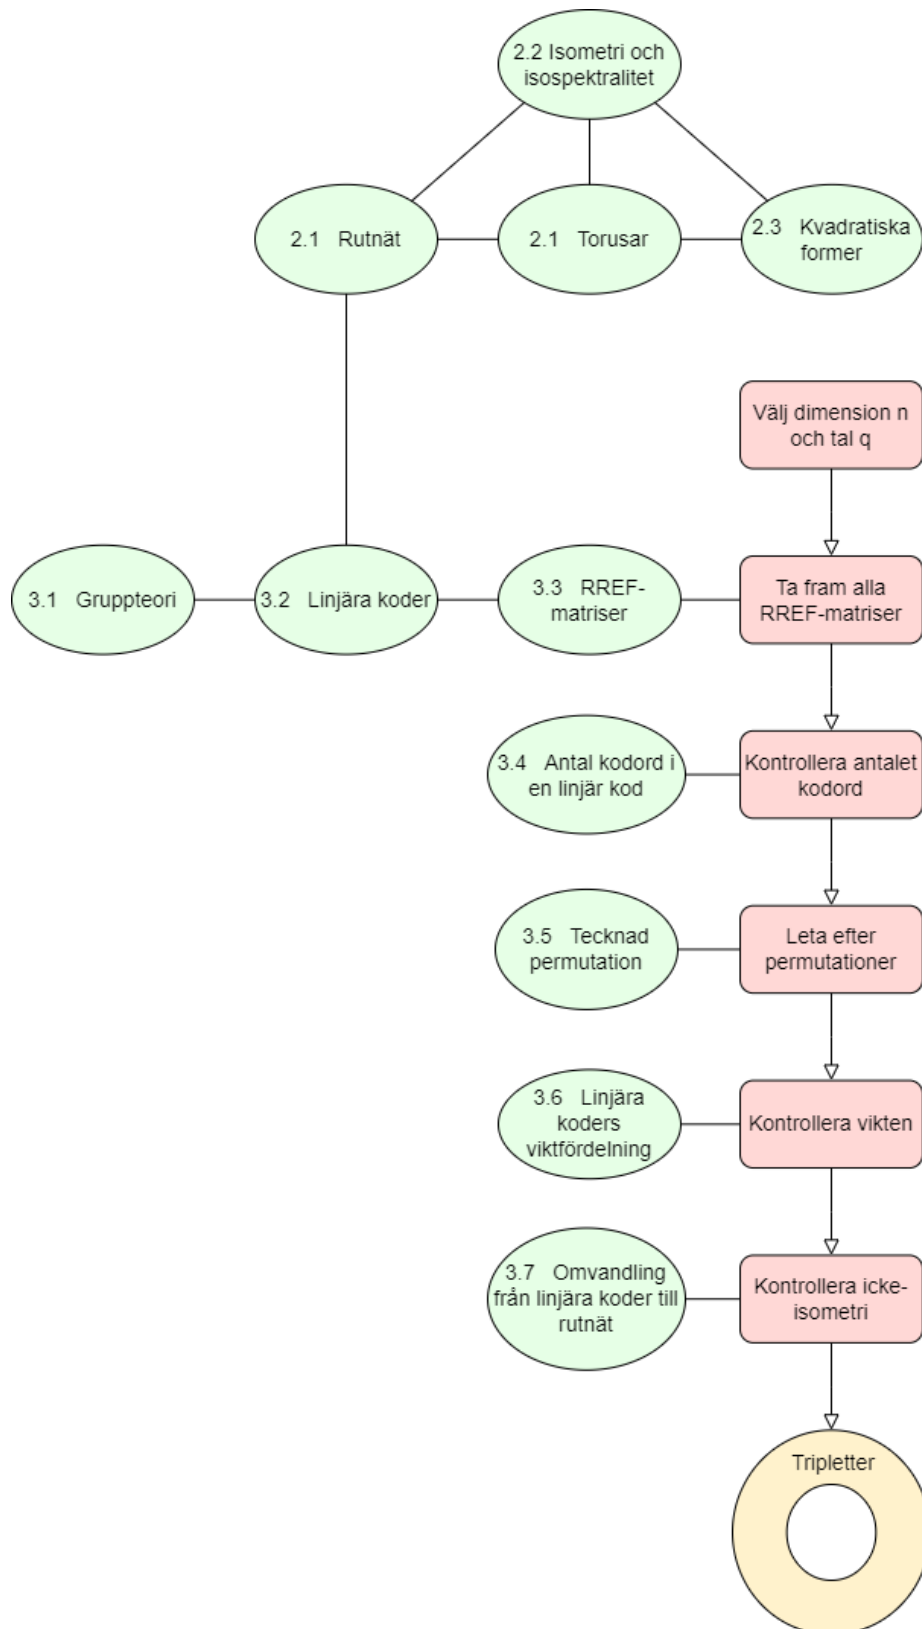 2.2 Isometri och
isospektralitet
2.1 Rutnät
2.1 Torusar
2.3 Kvadratiska
former
Välj dimension n
och tal q
3.1 Gruppteori
3.2 Linjära koder
3.3 RREF-
matriser
Ta fram alla
RREF-matriser
3.4 Antal kodord i
en linjär kod
Kontrollera antalet
kodord
3.5 Tecknad
permutation
Leta efter
permutationer
3.6 Linjära
koders
viktfördelning
Kontrollera vikten
3.7 Omvandling
från linjära koder till
rutnät
Kontrollera icke-
isometri
Tripletter